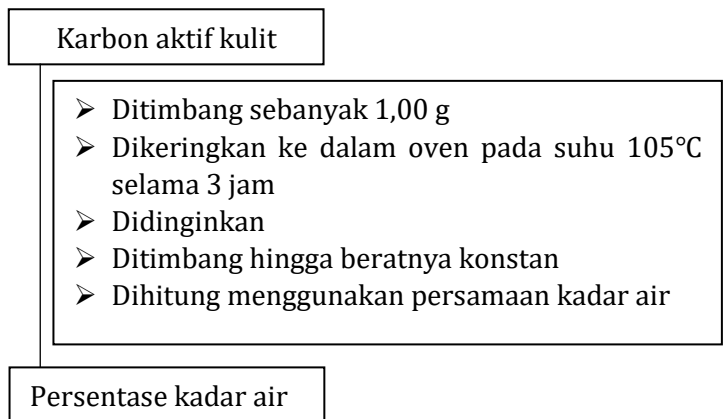 Karbon aktif kulit
➢ Ditimbang sebanyak 1,00 g
➢ Dikeringkan ke dalam oven pada suhu 105°C
selama 3 jam
➢ Didinginkan
➢ Ditimbang hingga beratnya konstan
➢ Dihitung menggunakan persamaan kadar air
Persentase kadar air